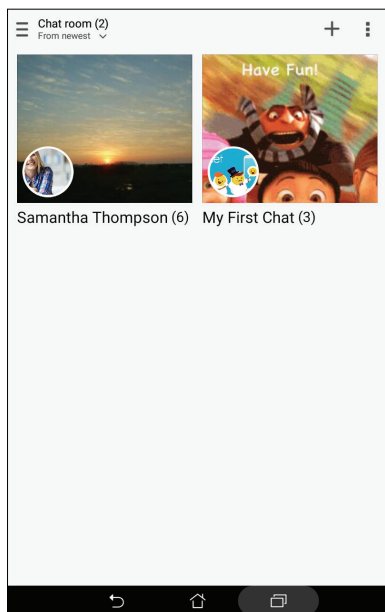 Chat room (2)
From newest
Have Fun!
Samantha Thompson (6)
My First Chat (3)